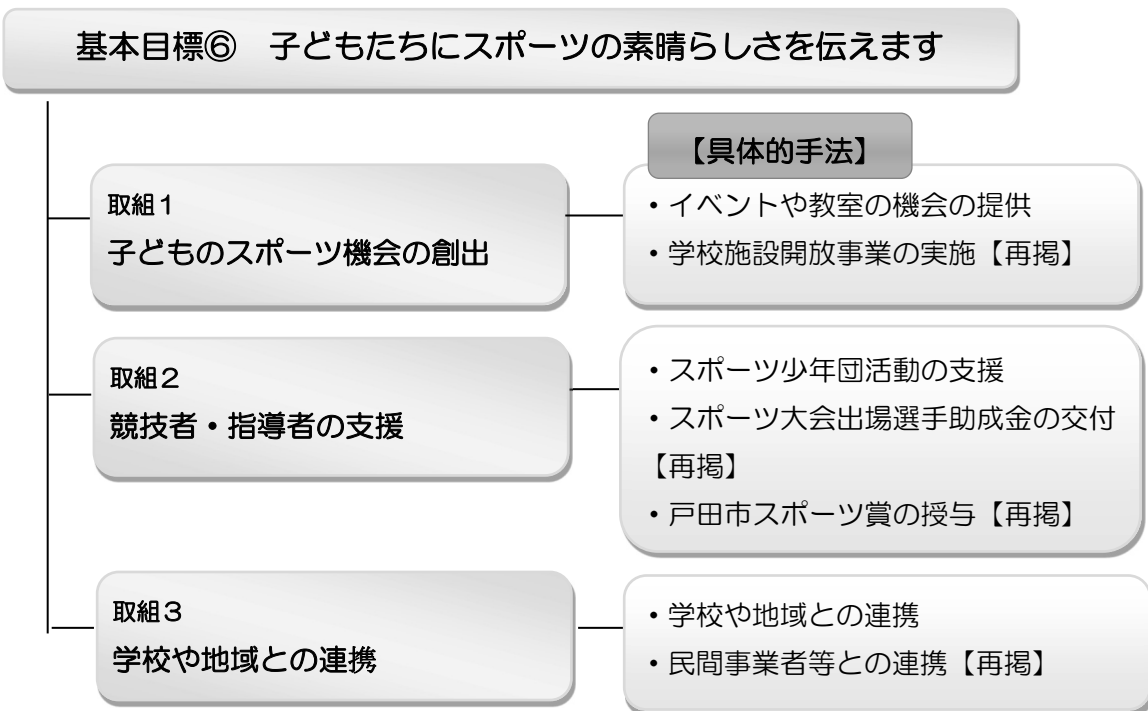 基本目標⑥　子どもたちにスポーツの素晴らしさを伝えます
【具体的手法】
取組１
子どものスポーツ機会の創出
・イベントや教室の機会の提供
・学校施設開放事業の実施【再掲】
取組２
競技者・指導者の支援
・スポーツ少年団活動の支援
・スポーツ大会出場選手助成金の交付
【再掲】
・戸田市スポーツ賞の授与【再掲】
取組３
学校や地域との連携
・学校や地域との連携
・民間事業者等との連携【再掲】